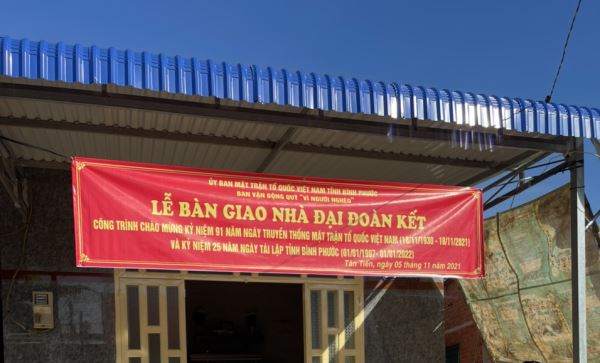 ỦY BAN MẶT TRẬN TỔ QUỐC VIỆT NAM TỈNH BÌNH PHƯỚC
BAN VẬN ĐỘNG QUỸ "VÌ NGƯỜI NGHÈO"
LỄ BÀN GIAO NHÀ ĐẠI ĐOÀN KẾT
CÔNG TRÌNH CHÀO MỪNG KỶ NIỆM 91 NĂM NGÀY TRUYỀN THỐNG MẶT TRẬN TỔ QUỐC VIỆT NAM (18/11/1930 - 18/11/2021)
VÀ KỶ NIỆM 25 NĂM NGÀY TÁI LẬP TỈNH BÌNH PHƯỚC (01/01/1997- 01/01/2022)
Tân Tiến, ngày 05 tháng 11 năm 2021